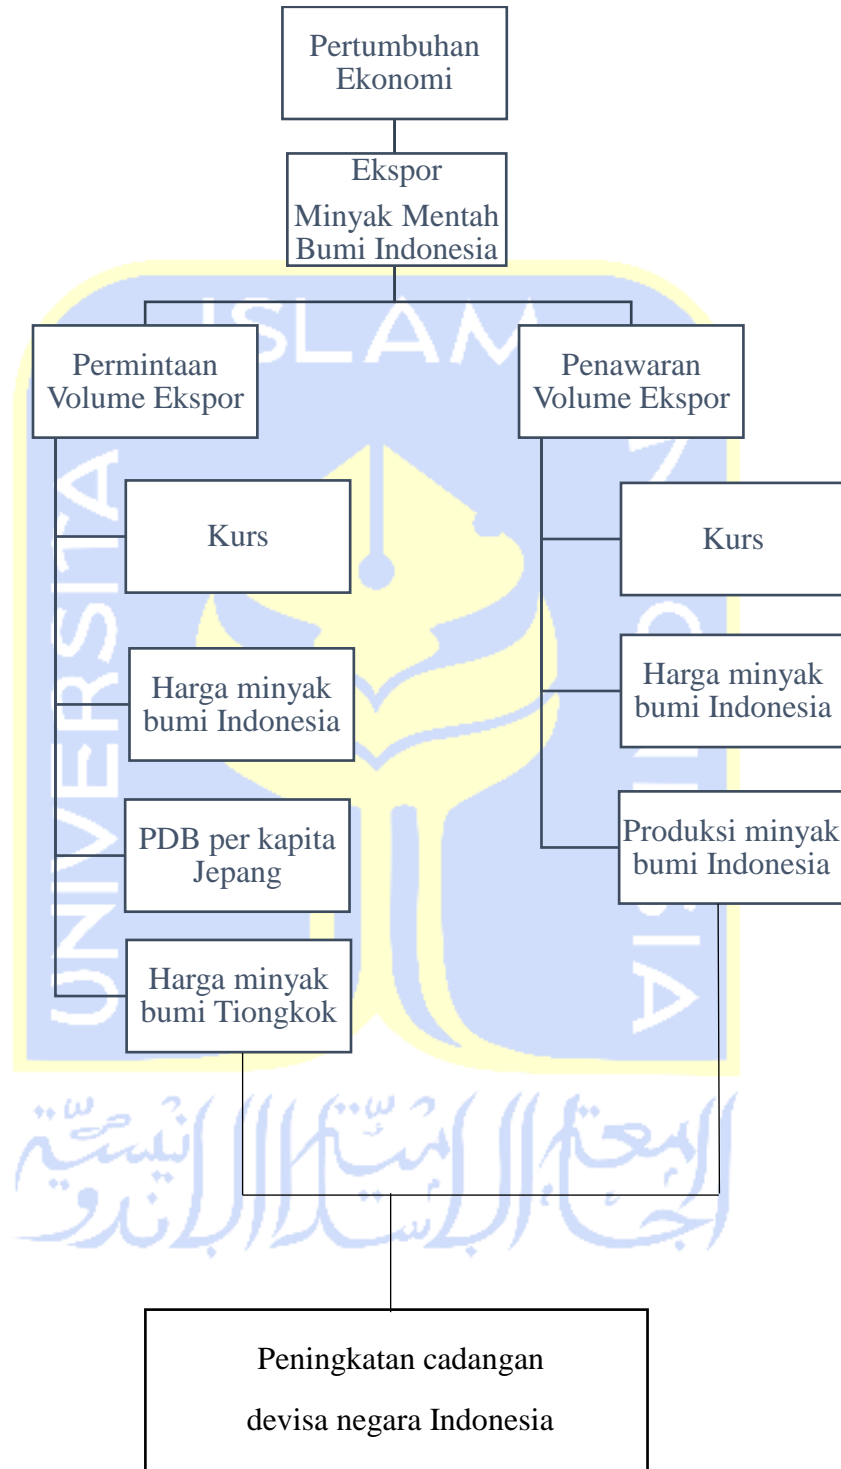 Pertumbuhan
Ekonomi
Ekspor
Minyak Mentah
Bumi Indonesia
ISLAM
Permintaan
Volume Ekspor
Penawaran
Volume Ekspor
UNIVERSITA
Kurs
Harga minyak
bumi Indonesia
PDB per kapita
Jepang
Harga minyak
bumi Tiongkok
Kurs
Harga minyak
bumi Indonesia
Produksi minyak
bumi Indonesia
Peningkatan cadangan
devisa negara Indonesia